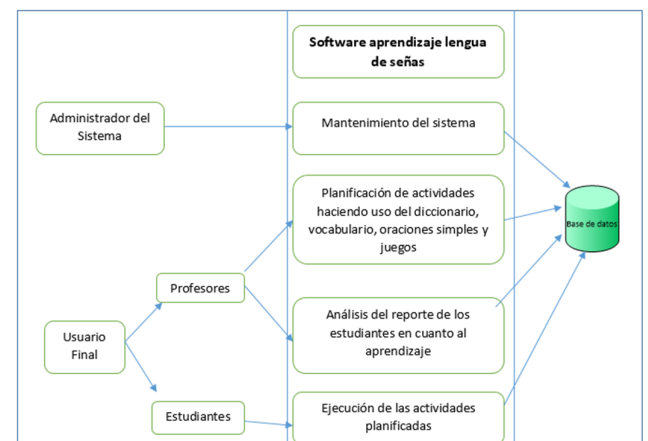 Software aprendizaje lengua
de señas
Administrador del
Sistema
Mantenimiento del sistema
Planificación de actividades
haciendo uso del diccionario,
vocabulario, oraciones simples y
juegos
Base de datos
Profesores
Análisis del reporte de los
estudiantes en cuanto al
aprendizaje
Usuario
Final
Estudiantes
Ejecución de las actividades
planificadas